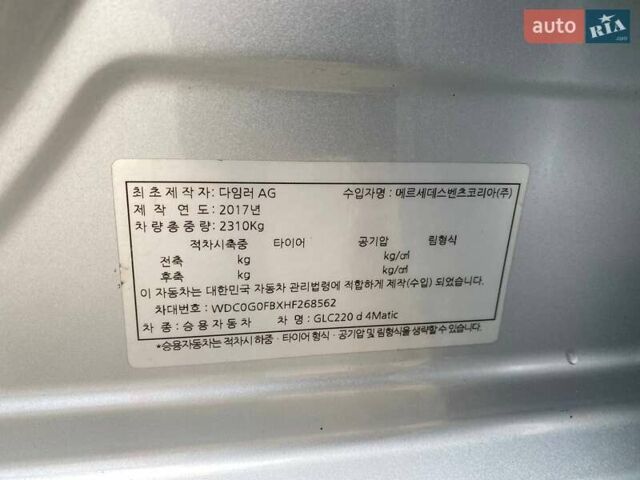 auto RIA .com
최초제작자: 다임러 AG 수입자명 : 메르세데스벤츠코리아(주)
제 작 연 도 : 2017년
차 량 총 중 량 : 2310Kg
적차시축중 타이어 공기압 림형식
전축 kg kg/㎠ kg/㎠
후축 kg kg/㎠ kg/㎠
이 자동차는 대한민국 자동차 관리법령에 적합하게 제작(수입) 되었습니다.
차대번호 : WDC0G0FBXHF268562
차 종 : 승 용 자 동 차 차 명 : GLC220 d 4Matic
*승용자동차는 적차시 하중 · 타이어 형식 · 공기압 및 림형식을 생략할 수 있습니다.